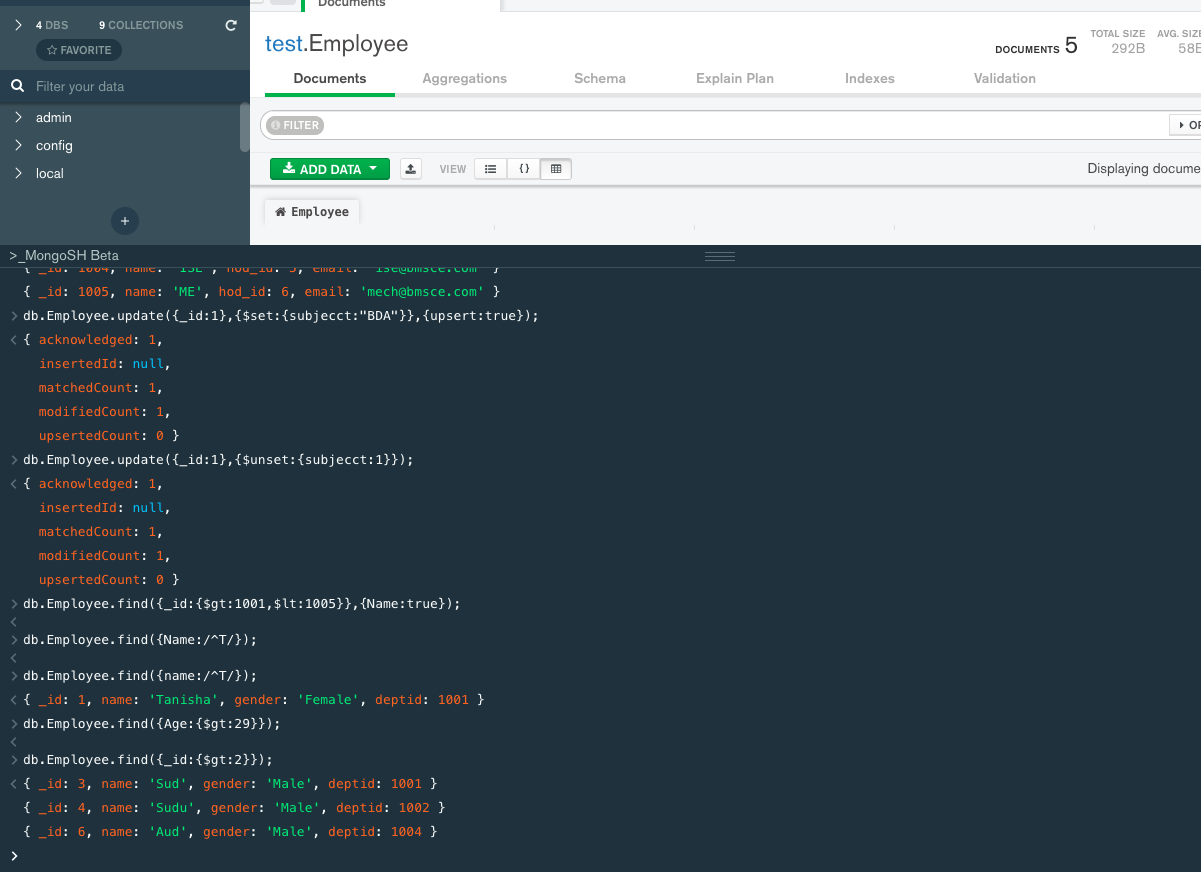 Documents
4 DBS 9 COLLECTIONS
FAVORITE
Filter your data
admin
config
local
test.Employee
DOCUMENTS 5 TOTAL SIZE 292B AVG. SIZE 58B
Documents Aggregations Schema Explain Plan Indexes Validation
FILTER
ADD DATA VIEW { } Displaying docume
Employee
>_MongoSH Beta
{ _id: 1004, name: 'ISE', hod_id: 5, email: 'ise@bmsce.com' }
{ _id: 1005, name: 'ME', hod_id: 6, email: 'mech@bmsce.com' }
> db.Employee.update({_id:1},{$set:{subjecct:"BDA"}},{upsert:true});
< { acknowledged: 1,
insertedId: null,
matchedCount: 1,
modifiedCount: 1,
upsertedCount: 0 }
> db.Employee.update({_id:1},{$unset:{subjecct:1}});
< { acknowledged: 1,
insertedId: null,
matchedCount: 1,
modifiedCount: 1,
upsertedCount: 0 }
> db.Employee.find({_id:{$gt:1001,$lt:1005}},{Name:true});
<
> db.Employee.find({Name:/^T/});
<
> db.Employee.find({name:/^T/});
< { _id: 1, name: 'Tanisha', gender: 'Female', deptid: 1001 }
> db.Employee.find({Age:{$gt:29}});
<
> db.Employee.find({_id:{$gt:2}});
< { _id: 3, name: 'Sud', gender: 'Male', deptid: 1001 }
{ _id: 4, name: 'Sudu', gender: 'Male', deptid: 1002 }
{ _id: 6, name: 'Aud', gender: 'Male', deptid: 1004 }
>